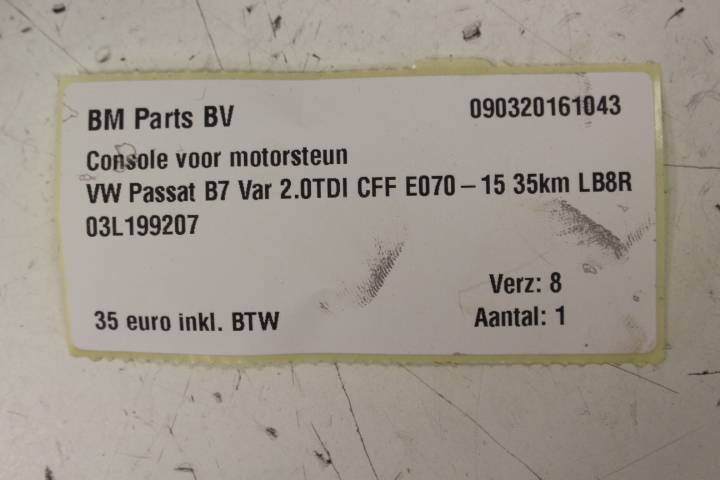 BM Parts BV 090320161043
Console voor motorsteun
VW Passat B7 Var 2.0TDI CFF E070-15 35km LB8R
03L199207
Verz: 8
35 euro inkl. BTW Aantal: 1